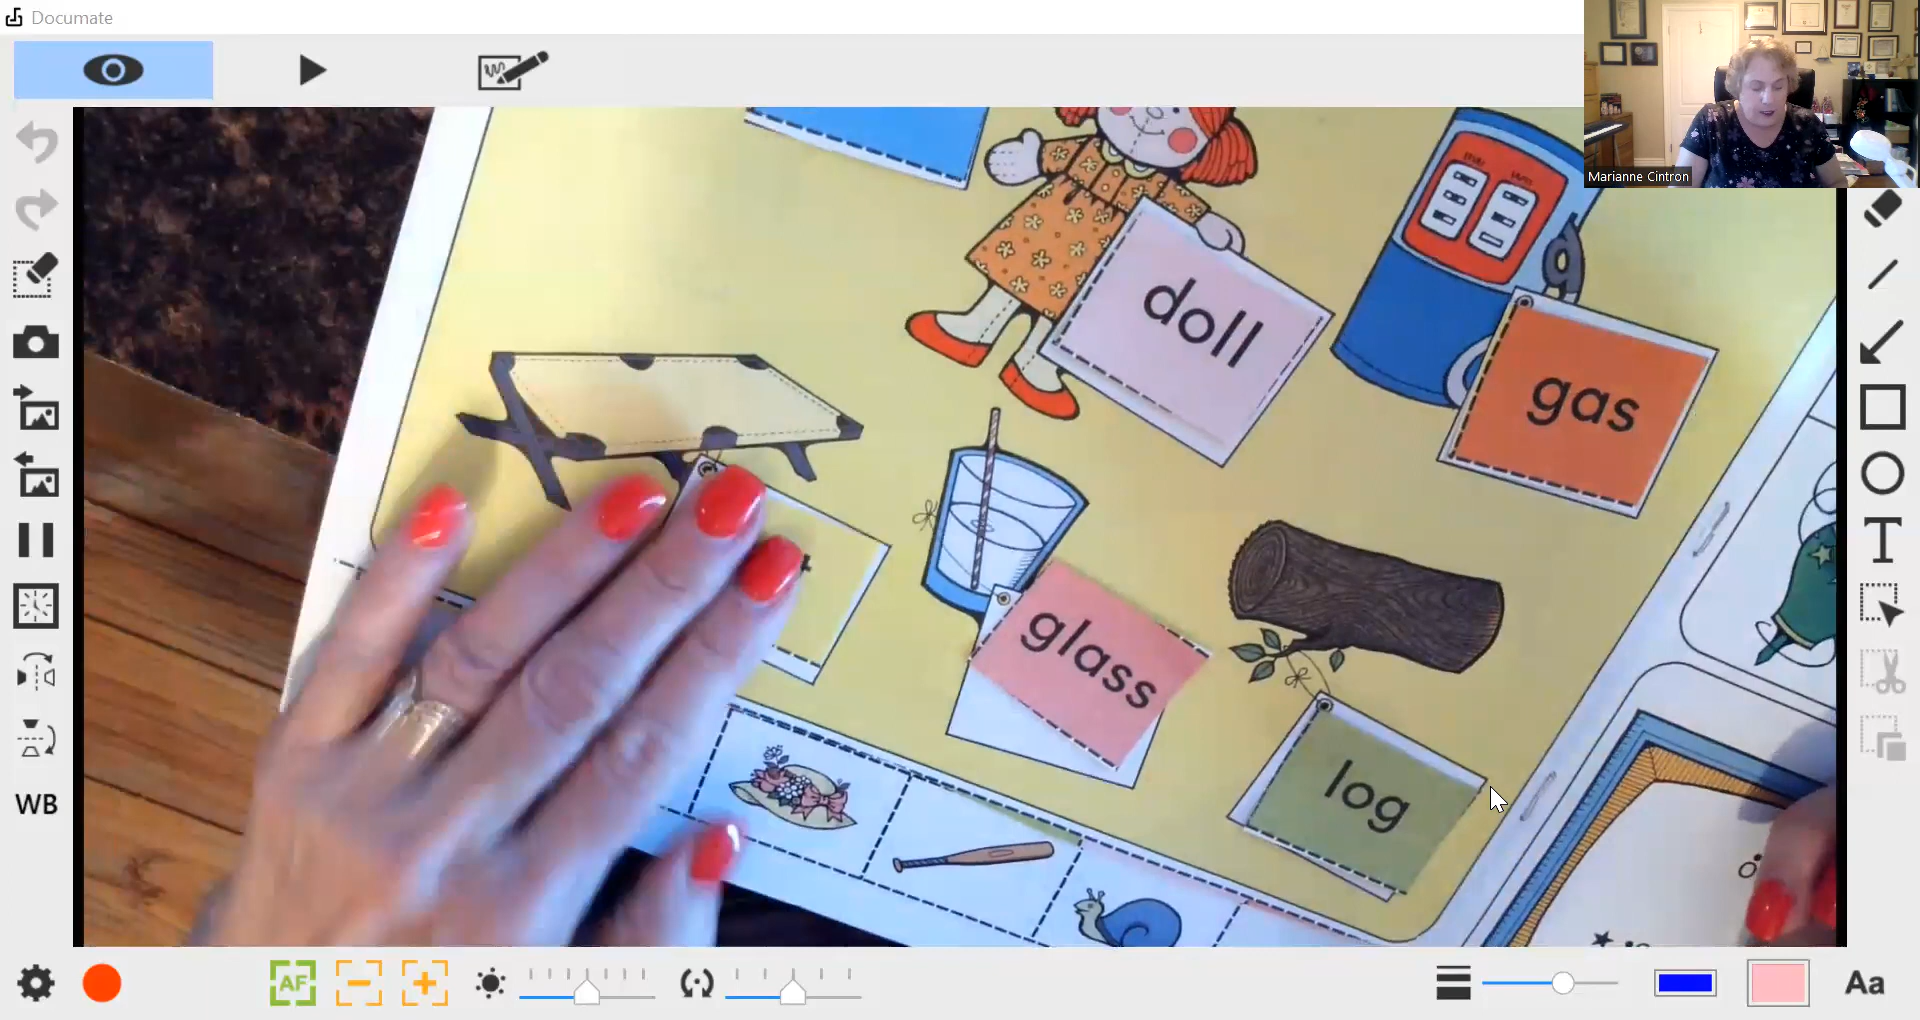 Documate
Marianne Cintron
doll
gas
glass
log
WB
AF
T
Aa